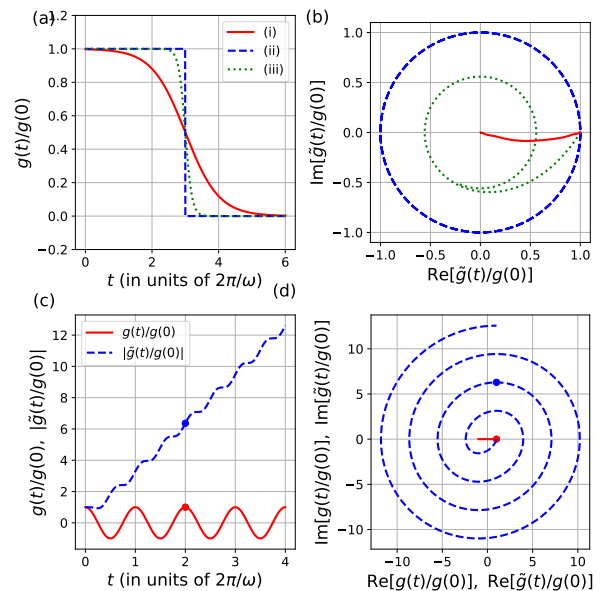 (a)
1.2
1.0
0.8
0.6
0.4
0.2
0.0
−0.2
g(t)/g(0)
(i)
(ii)
(iii)
0
2
4
6
t (in units of 2π/ω)
(b)
1.0
0.5
0.0
−0.5
−1.0
Im[g̃(t)/g(0)]
−1.0
−0.5
0.0
0.5
1.0
Re[g̃(t)/g(0)]
(c)
12
10
8
6
4
2
0
g(t)/g(0), |g̃(t)/g(0)|
g(t)/g(0)
|g̃(t)/g(0)|
0
1
2
3
4
t (in units of 2π/ω)
(d)
10
5
0
−5
−10
Im[g(t)/g(0)], Im[g̃(t)/g(0)]
−10
−5
0
5
10
Re[g(t)/g(0)], Re[g̃(t)/g(0)]